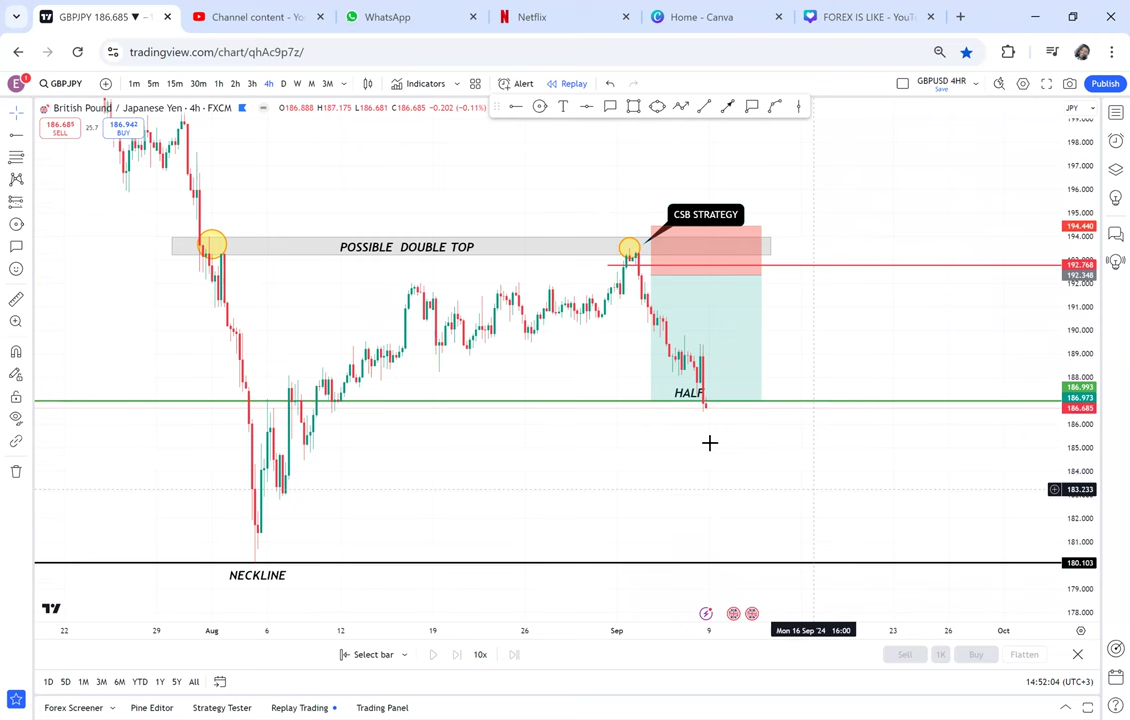 GBPJPY 186.685 ▼ −
Channel content - Yo
WhatsApp
Netflix
Home - Canva
FOREX IS LIKE - YouT
tradingview.com/chart/qhAc9p7z/
E 1 GBPJPY 1m 5m 15m 30m 1h 2h 3h 4h D W M 3M Indicators Alert Replay GBPUSD 4HR Save Publish
British Pound / Japanese Yen · 4h · FXCM O186.888 H187.175 L186.681 C186.685 -0.202 (-0.11%) JPY
186.685 SELL 25.7 186.942 BUY
199.000
198.000
197.000
196.000
195.000
CSB STRATEGY
194.440
194.000
POSSIBLE DOUBLE TOP
192.768
192.348
192.000
191.000
190.000
189.000
188.000
HALF
186.993
186.973
186.685
186.000
185.000
184.000
183.233
182.000
181.000
180.103
NECKLINE
179.000
178.000
22 29 Aug 6 12 19 26 Sep 9 Mon 16 Sep '24 16:00 23 26 Oct
Select bar 10x Sell 1K Buy Flatten
1D 5D 1M 3M 6M YTD 1Y 5Y All 14:52:04 (UTC+3)
Forex Screener Pine Editor Strategy Tester Replay Trading Trading Panel